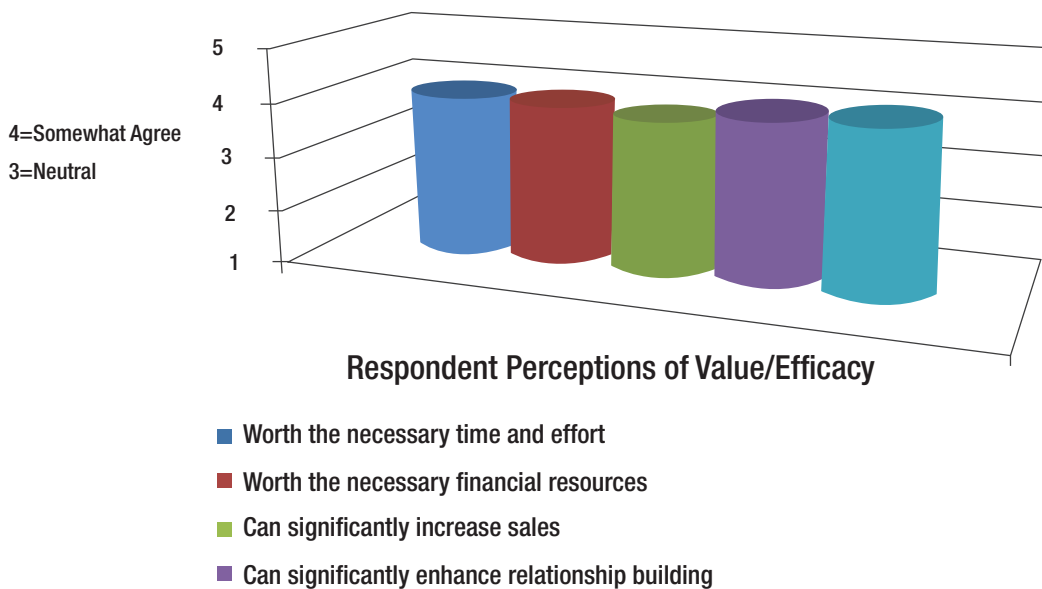 5
4
3
2
1
4=Somewhat Agree
3=Neutral
Respondent Perceptions of Value/Efficacy
Worth the necessary time and effort
Worth the necessary financial resources
Can significantly increase sales
Can significantly enhance relationship building